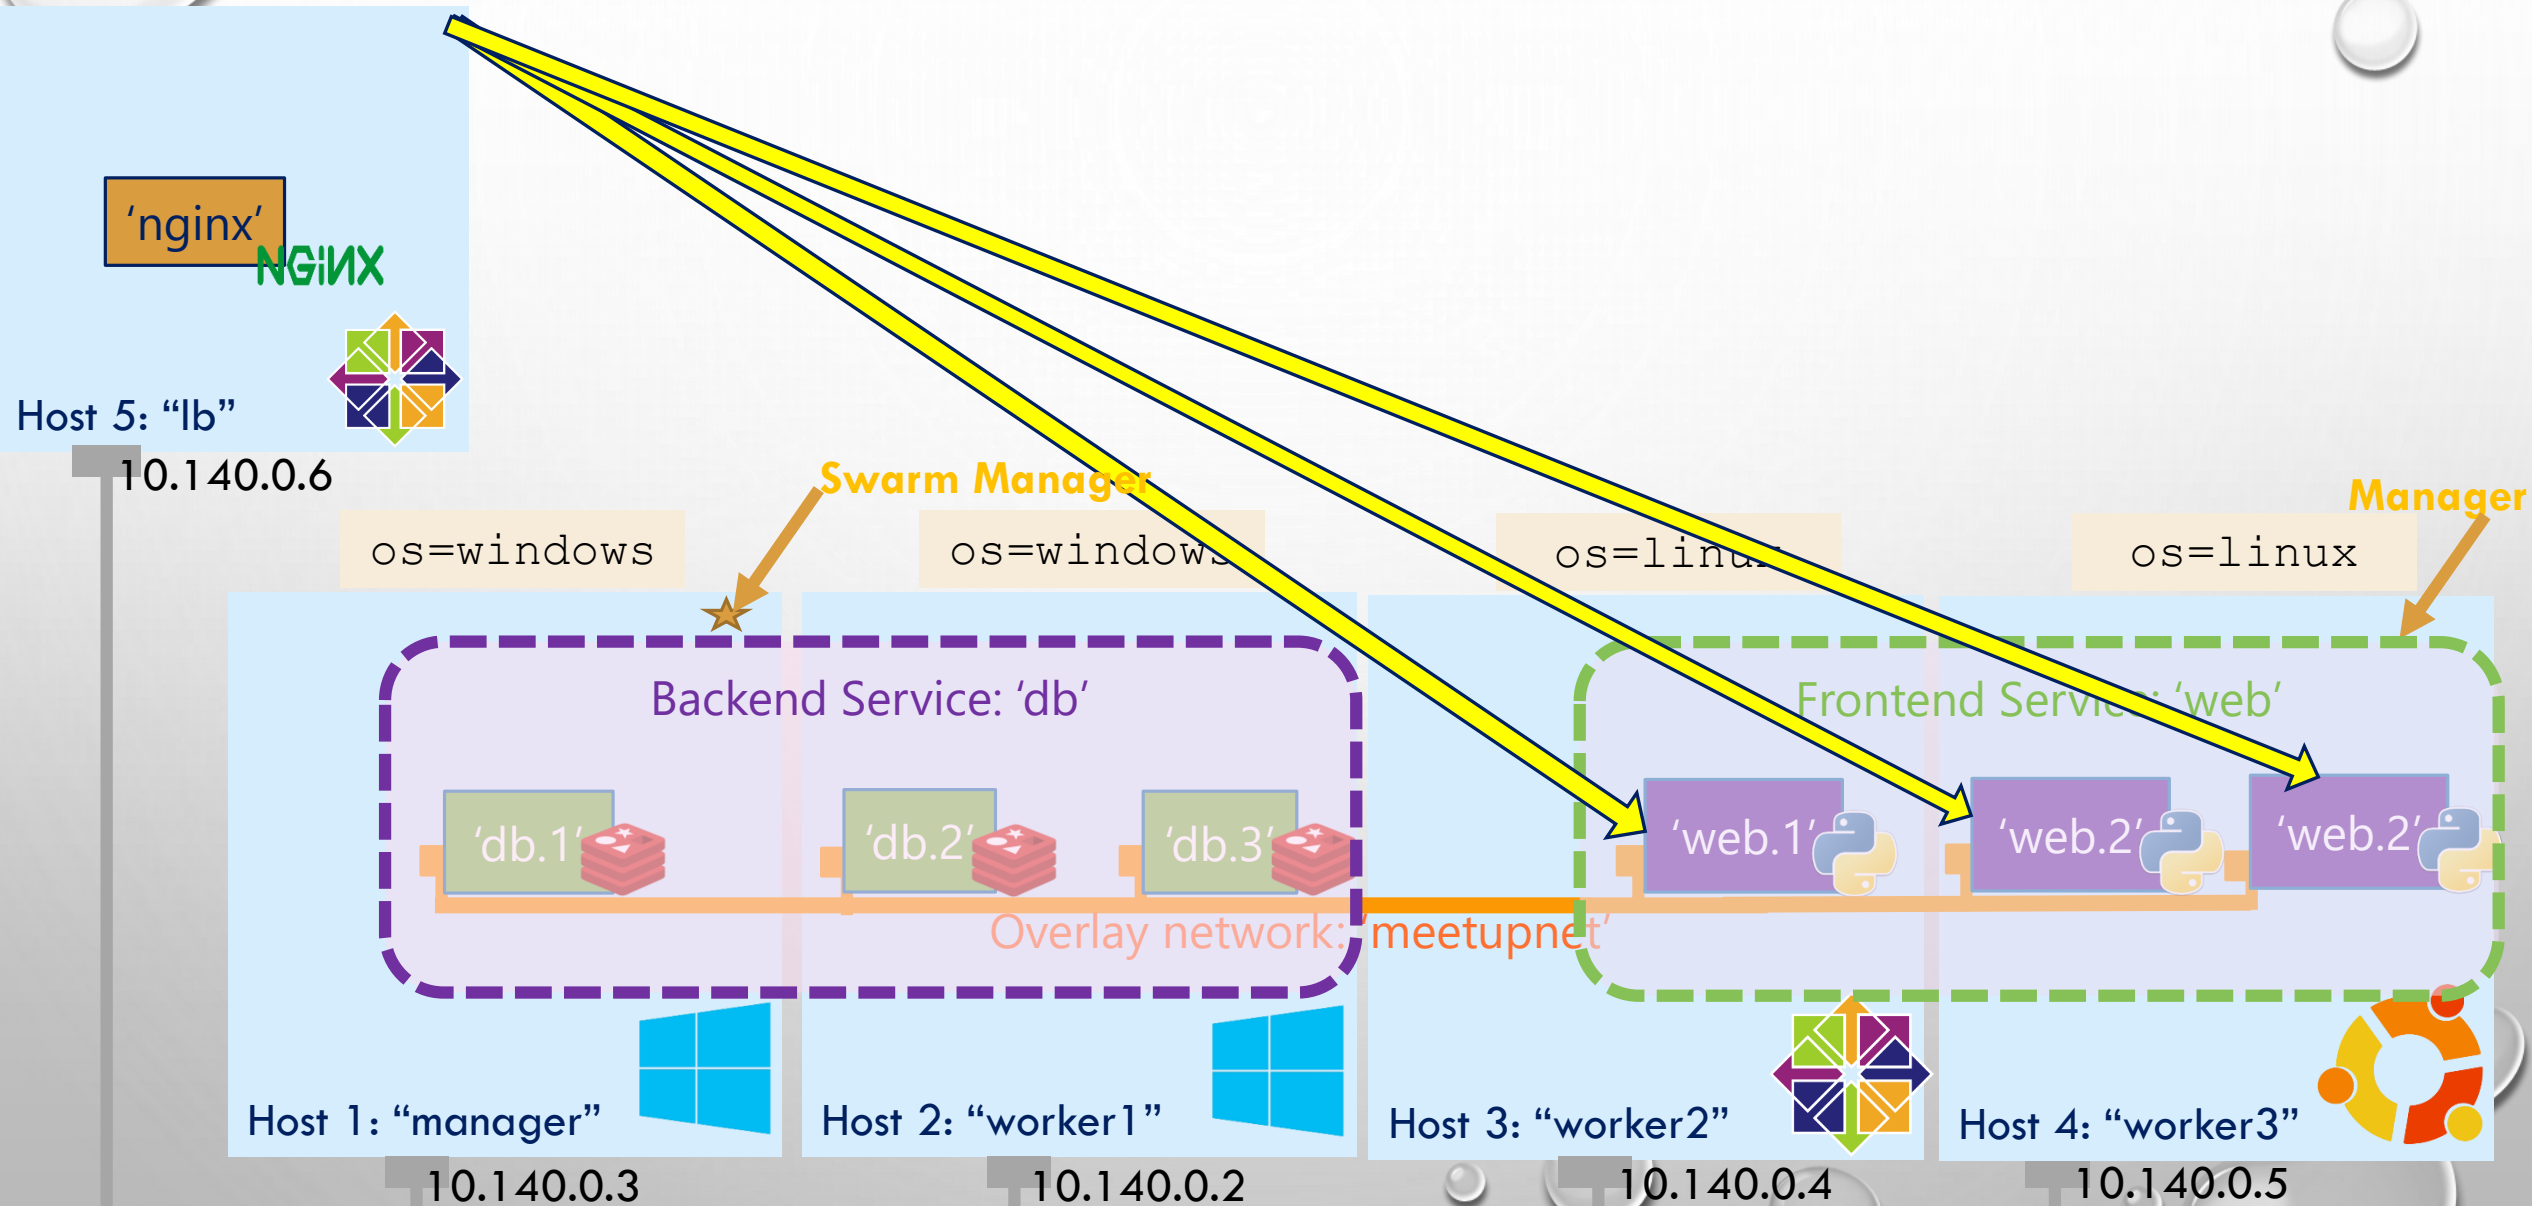 ‘nginx’
NGINX
Host 5: “lb”
10.140.0.6
Swarm Manager
Manager
os=windows
os=windows
os=linux
os=linux
Backend Service: ‘db’
Frontend Service: ‘web’
‘db.1’
‘db.2’
‘db.3’
‘web.1’
‘web.2’
‘web.2’
Overlay network: ‘meetupnet’
Host 1: “manager”
Host 2: “worker1”
Host 3: “worker2”
Host 4: “worker3”
10.140.0.3
10.140.0.2
10.140.0.4
10.140.0.5